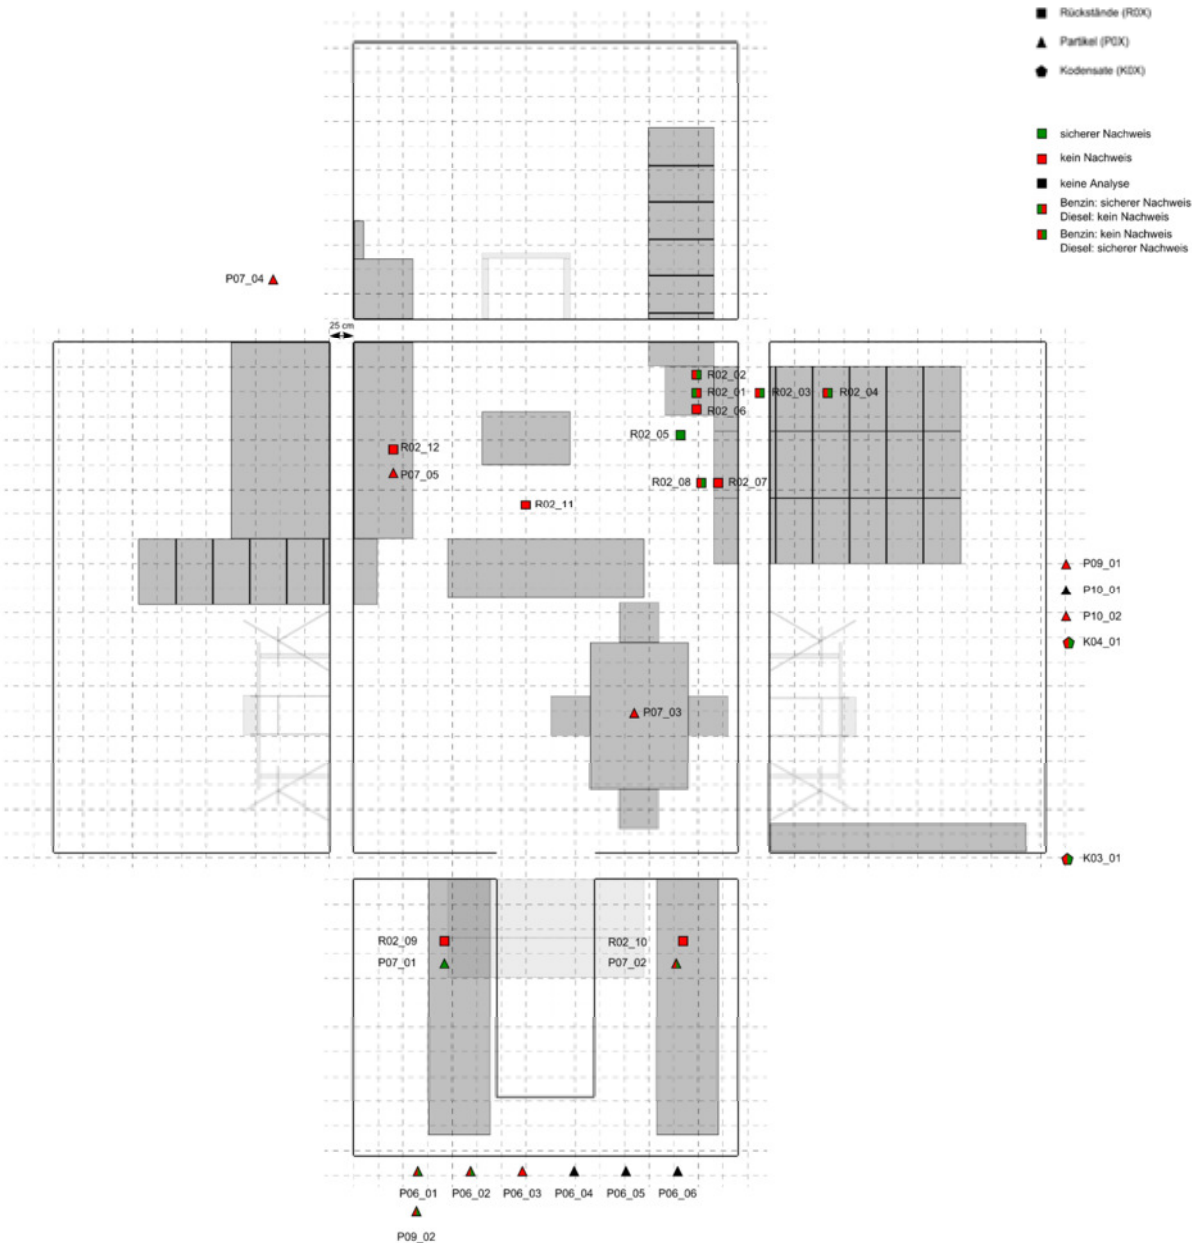 Rückstände (R0X)
Partikel (P0X)
Kodensate (K0X)
sicherer Nachweis
kein Nachweis
keine Analyse
Benzin: sicherer Nachweis
Diesel: kein Nachweis
Benzin: kein Nachweis
Diesel: sicherer Nachweis
P07_04
25 cm
R02_02
R02_01
R02_03
R02_04
R02_06
R02_05
R02_12
P07_05
R02_08
R02_07
R02_11
P09_01
P10_01
P10_02
K04_01
P07_03
K03_01
R02_09
R02_10
P07_01
P07_02
P06_01
P06_02
P06_03
P06_04
P06_05
P06_06
P09_02